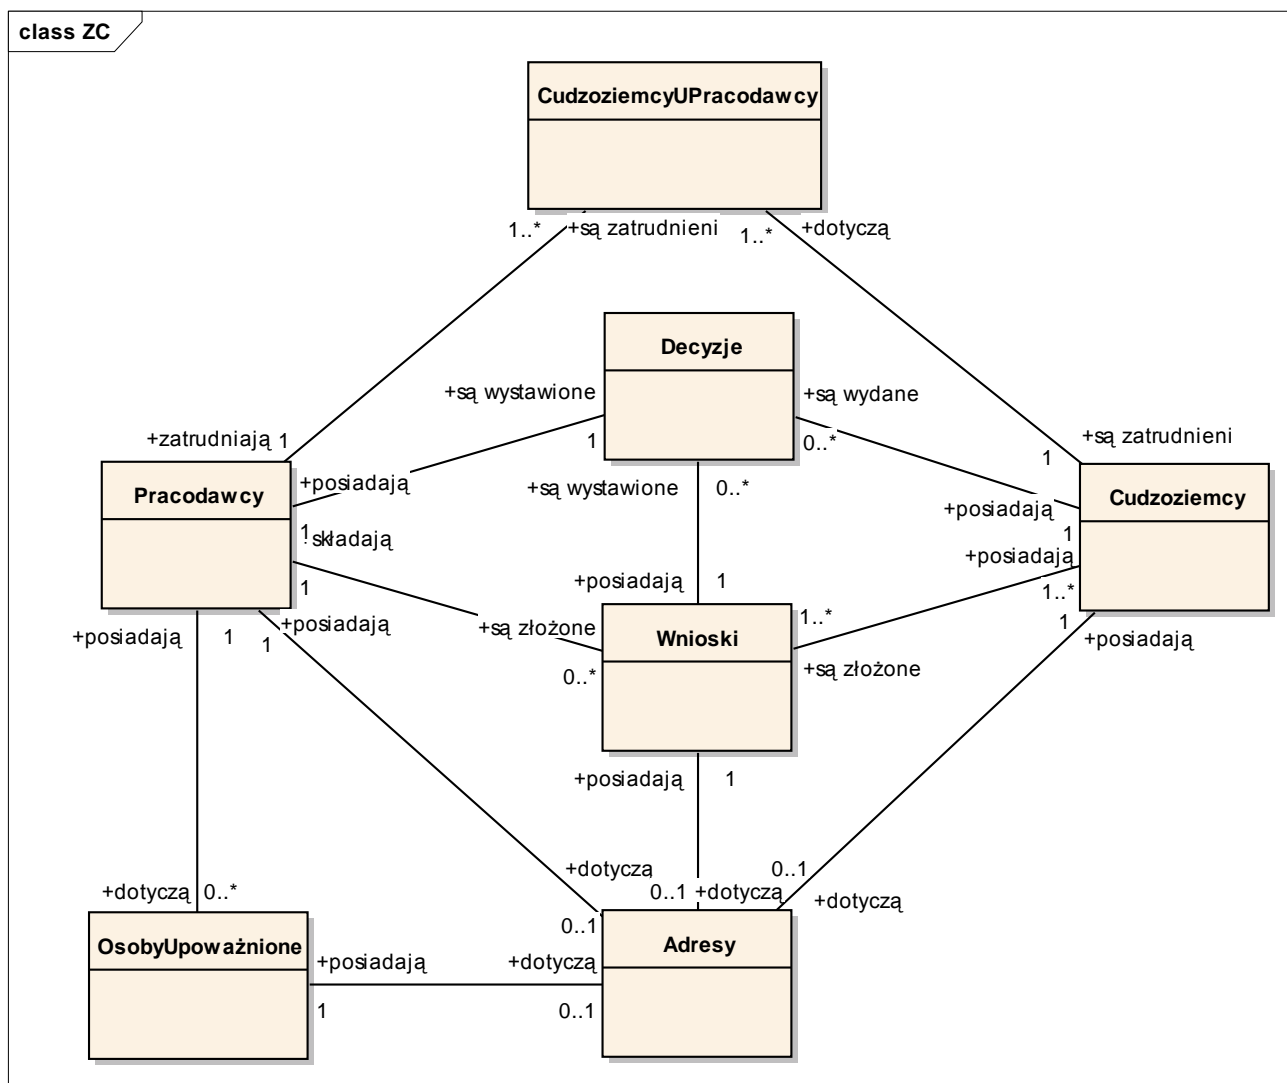 class ZC
CudzoziemcyUPracodawcy
1..* +są zatrudnieni 1..* +dotyczą
Decyzje
+są wystawione +są wydane
+zatrudniają 1 1 0..* +są zatrudnieni
1
Pracodawcy +posiadają +są wystawione 0..* Cudzoziemcy
+posiadają
1 1
składają +posiadają
1 +posiadają 1 1..*
Wnioski
+posiadają 1 1 +posiadają +są złożone 1..* 1 +posiadają
0..* +są złożone
+posiadają 1
+dotyczą 0..1
+dotyczą 0..* 0..1 +dotyczą +dotyczą
0..1
OsobyUpoważnione Adresy
+posiadają +dotyczą
1 0..1